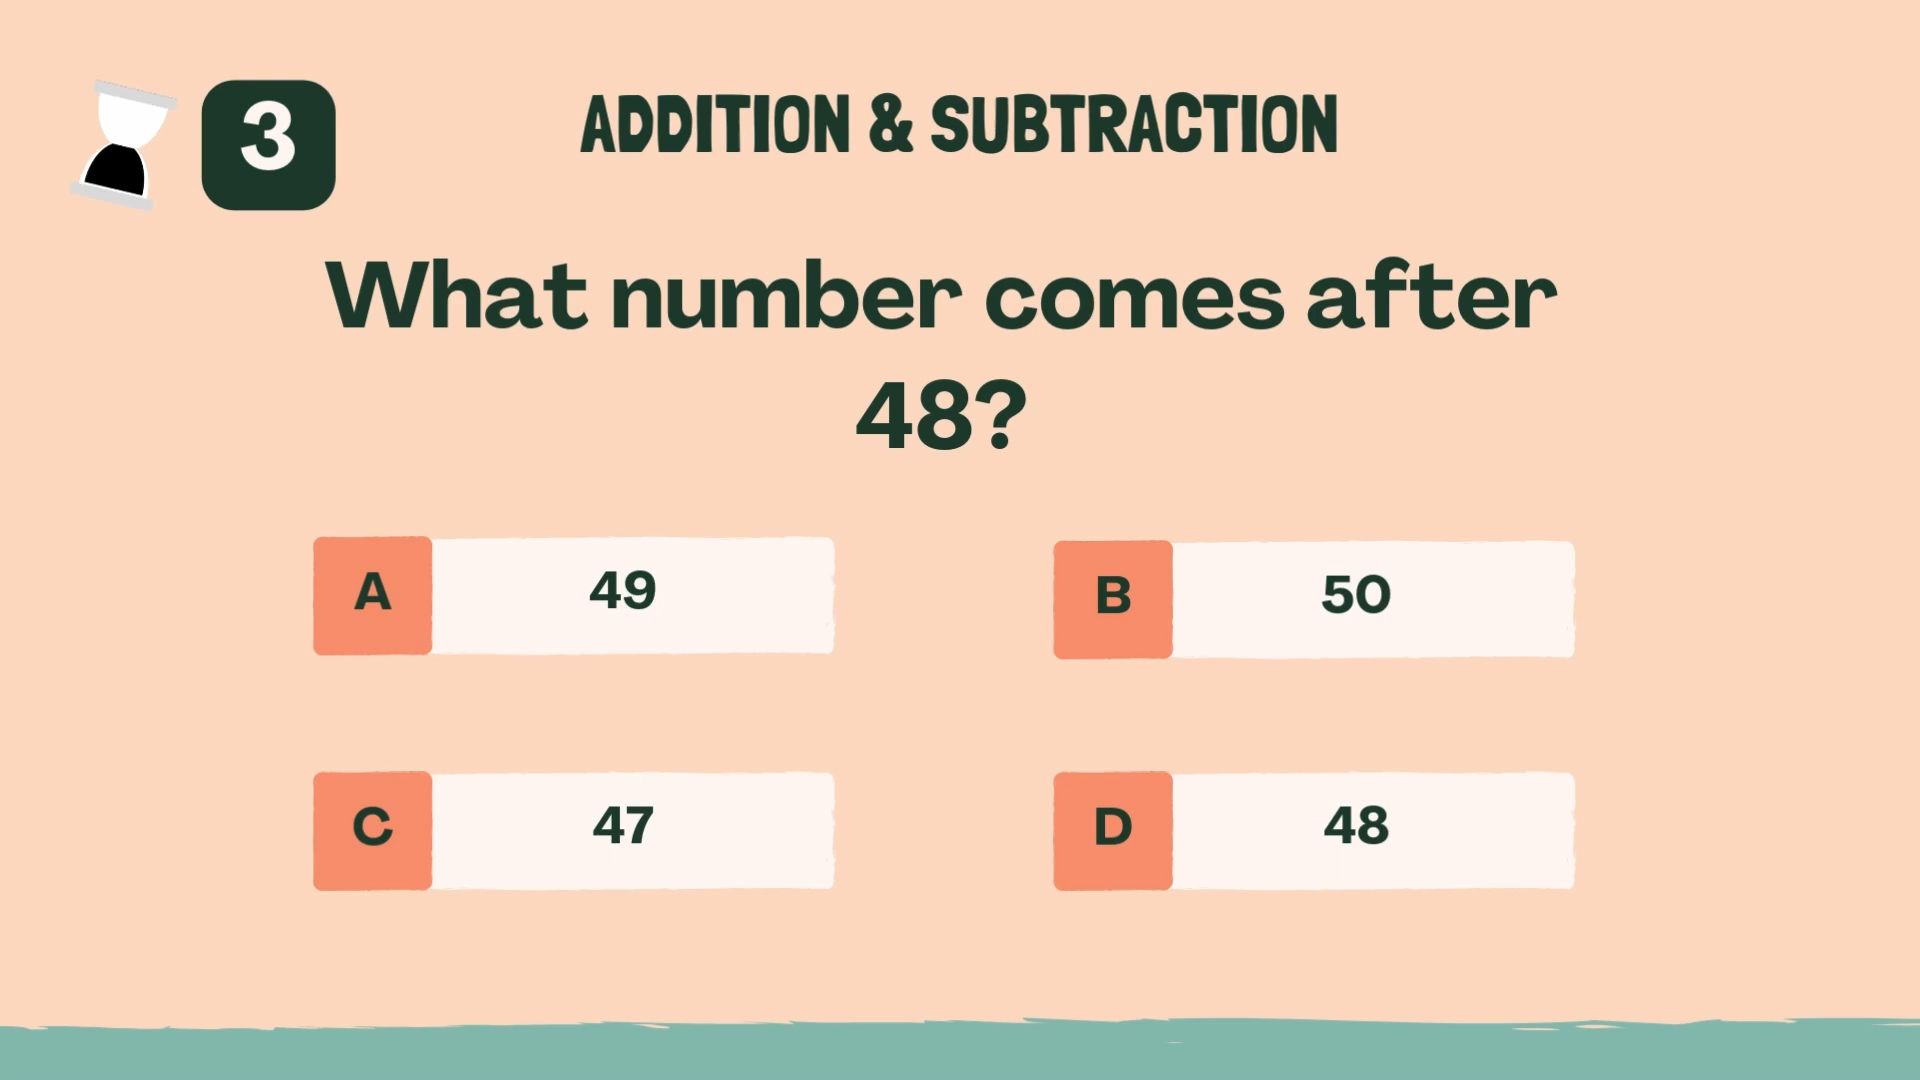 3
ADDITION & SUBTRACTION
What number comes after
48?
A 49
B 50
C 47
D 48